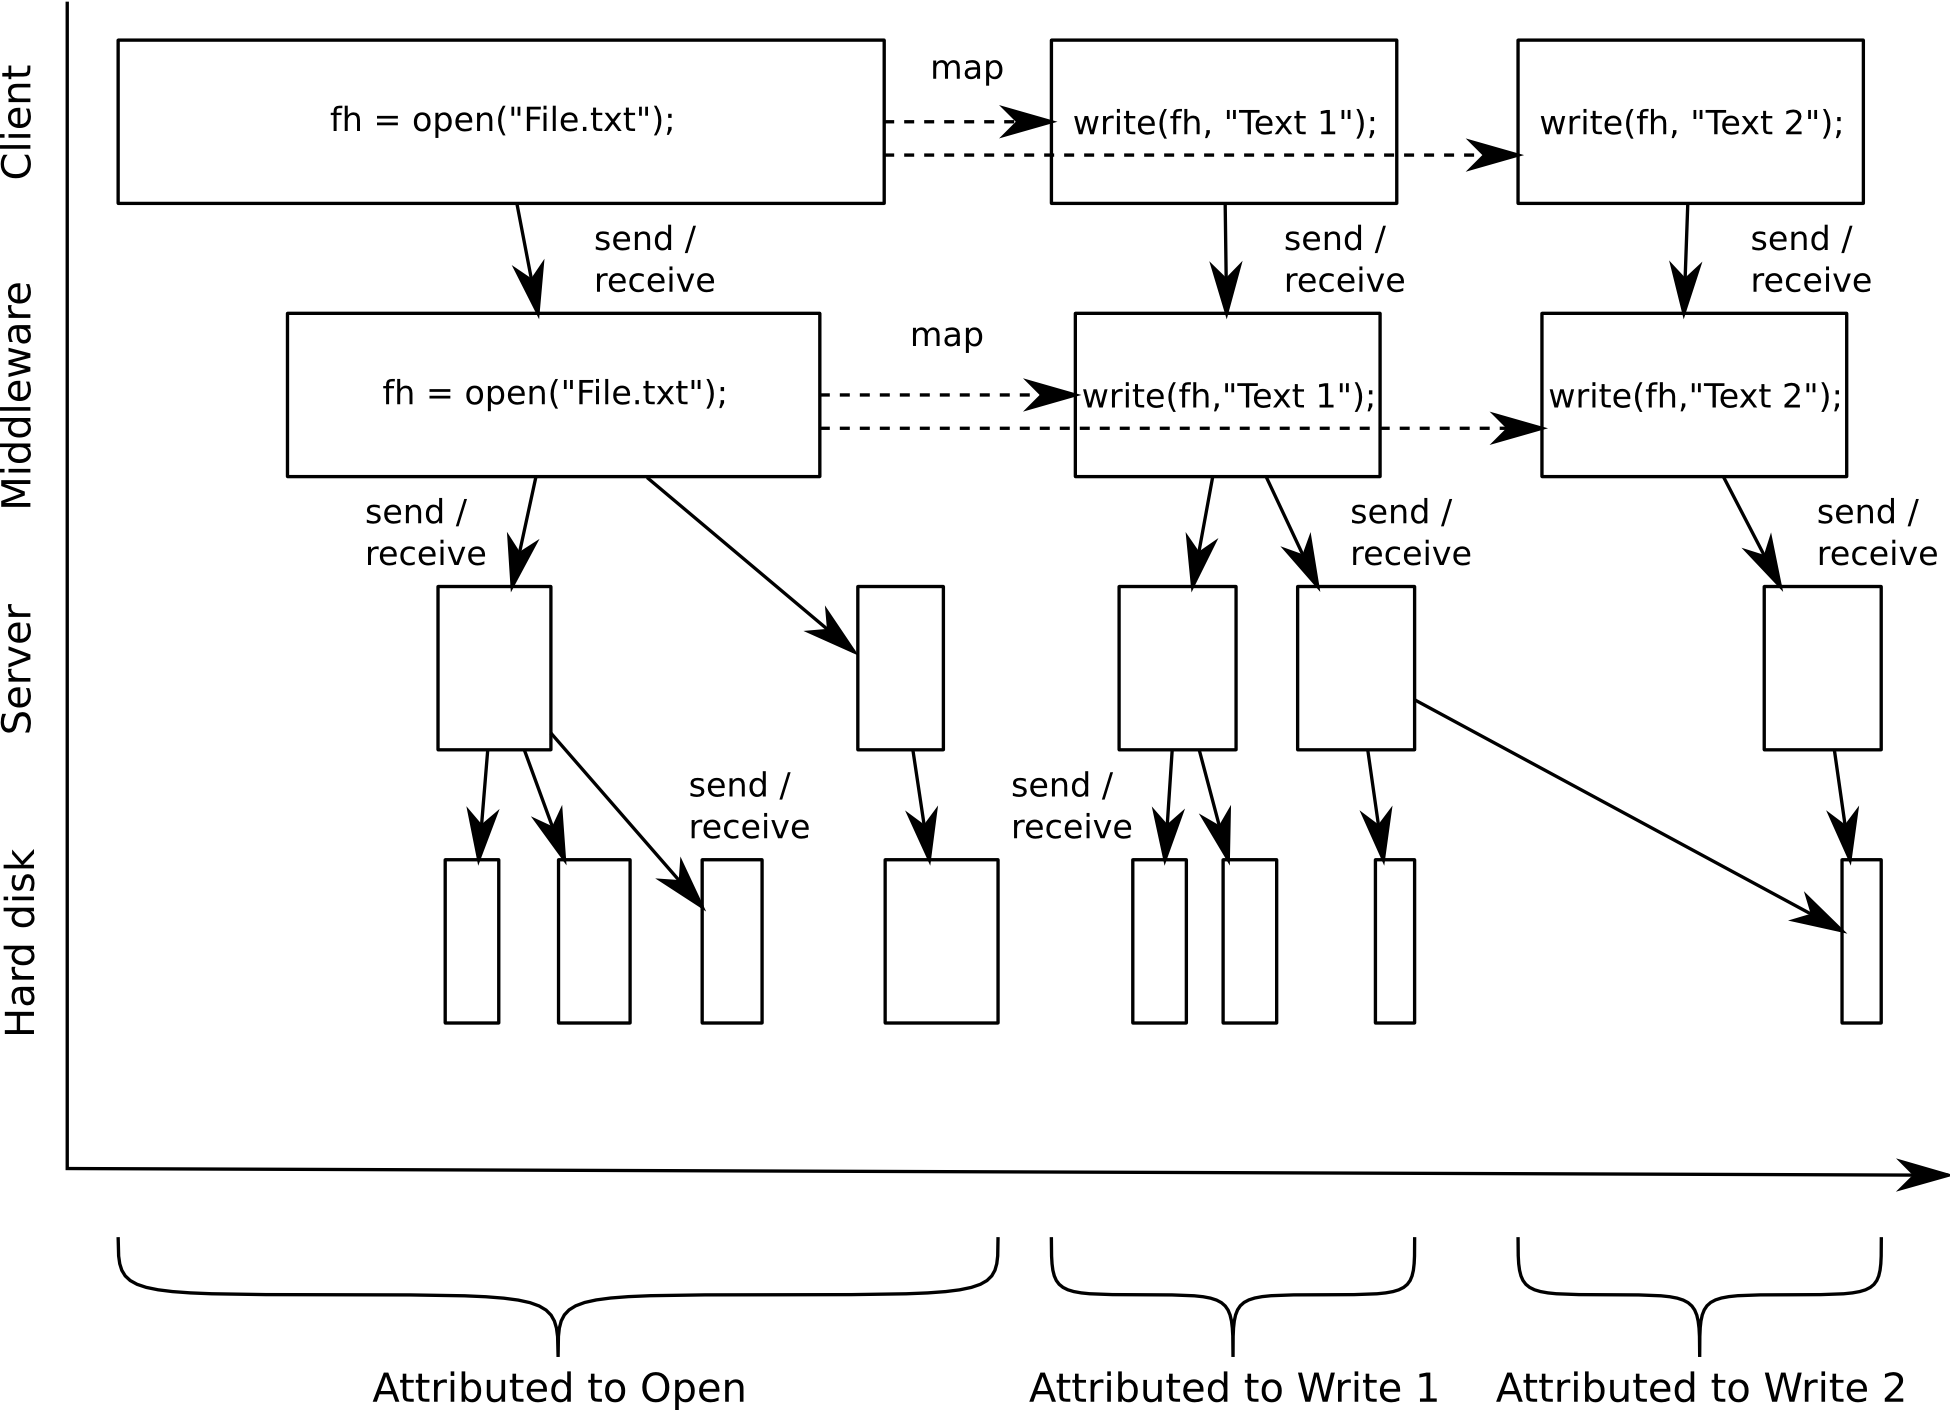 Client
fh = open("File.txt");
map
write(fh, "Text 1");
write(fh, "Text 2");
send /
receive
send /
receive
send /
receive
Middleware
fh = open("File.txt");
map
write(fh,"Text 1");
write(fh,"Text 2");
send /
receive
send /
receive
send /
receive
Server
send /
receive
send /
receive
Hard disk
Attributed to Open
Attributed to Write 1
Attributed to Write 2